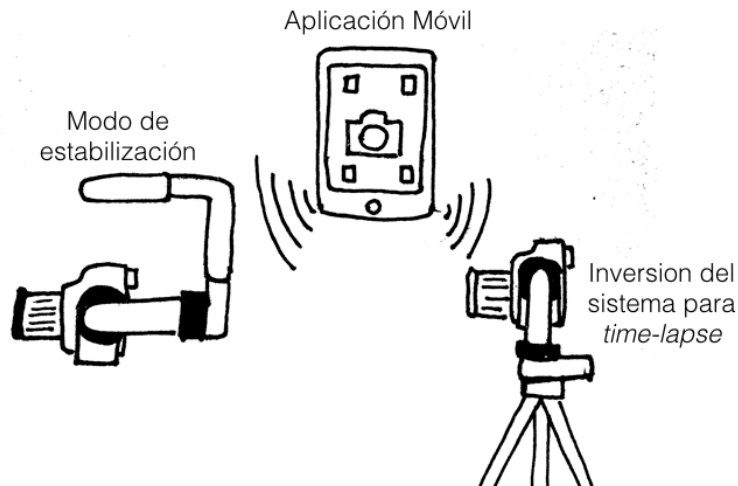 Aplicación Móvil
Modo de
estabilización
Inversion del
sistema para
time-lapse